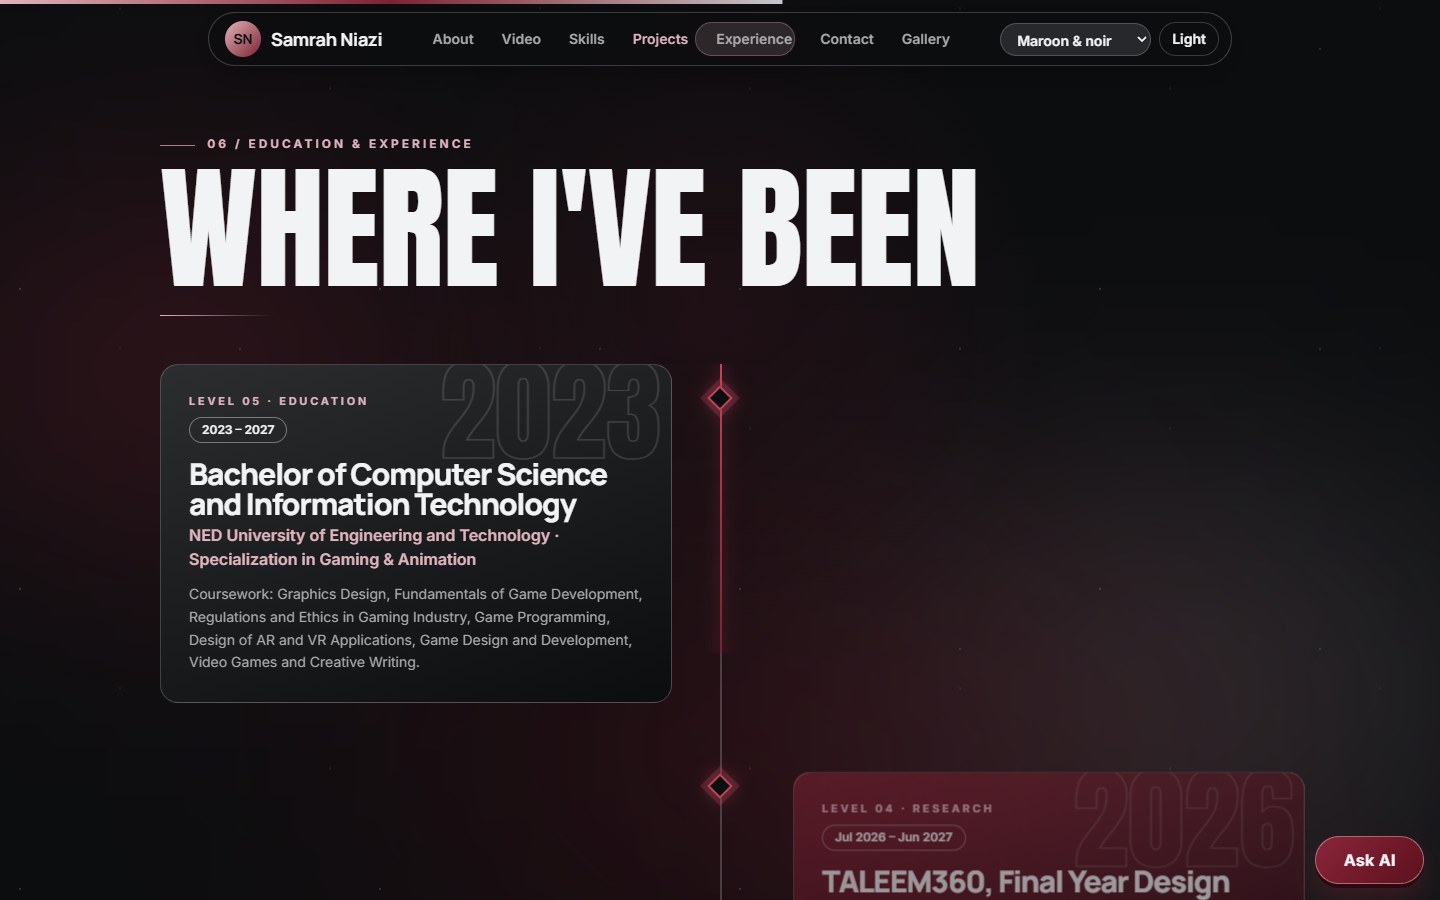 SN Samrah Niazi About Video Skills Projects Experience Contact Gallery Maroon & noir Light
06 / EDUCATION & EXPERIENCE
WHERE I'VE BEEN
2023
LEVEL 05 · EDUCATION
2023 – 2027
Bachelor of Computer Science
and Information Technology
NED University of Engineering and Technology ·
Specialization in Gaming & Animation
Coursework: Graphics Design, Fundamentals of Game Development,
Regulations and Ethics in Gaming Industry, Game Programming,
Design of AR and VR Applications, Game Design and Development,
Video Games and Creative Writing.
2026
LEVEL 04 · RESEARCH
Jul 2026 – Jun 2027
TALEEM360, Final Year Design
Ask AI